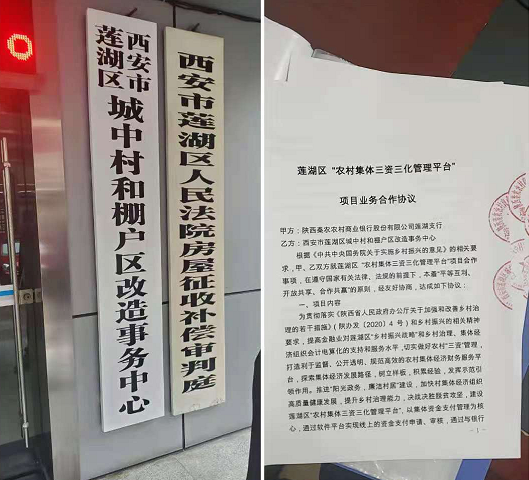 西安市
莲湖区
城中村和棚户区改造事务中心
西安市莲湖区人民法院房屋征收补偿审判庭
莲湖区“农村集体三资三化管理平台”
项目业务合作协议
甲方：陕西秦农农村商业银行股份有限公司莲湖支行
乙方：西安市莲湖区城中村和棚户区改造事务中心
根据《中共中央国务院关于实施乡村振兴的意见》的相关要
求，甲、乙双方就莲湖区“农村集体三资三化管理平台”项目合作
事项，在遵守国家有关法律、法规的前提下，本着“平等互利、
开放共享、合作共赢”的原则，经友好协商，达成如下协议：
一、项目内容
为贯彻落实《陕西省人民政府办公厅关于加强和改善乡村治
理的若干措施》（陕办发〔2020〕4 号）和乡村振兴的相关精神
要求，提高金融业对莲湖区“乡村振兴战略”和乡村治理、集体经
济组织会计电算化的支持和服务水平，切实做好农村“三资”管理，
打造利于监督、公开透明、规范高效的农村集体经济财务服务平
台，探索集体经济发展路径，树立样板，积累经验，发挥示范引
领作用。推进“阳光政务，廉洁村居”建设，加快村集体经济组织
高质量健康发展，提升乡村治理能力，决战决胜脱贫攻坚，建设
莲湖区“农村集体三资三化管理平台”，以集体资金支付管理为核
心，通过软件平台实现线上的资金支付申请、审核，通过与银行
- 1 -